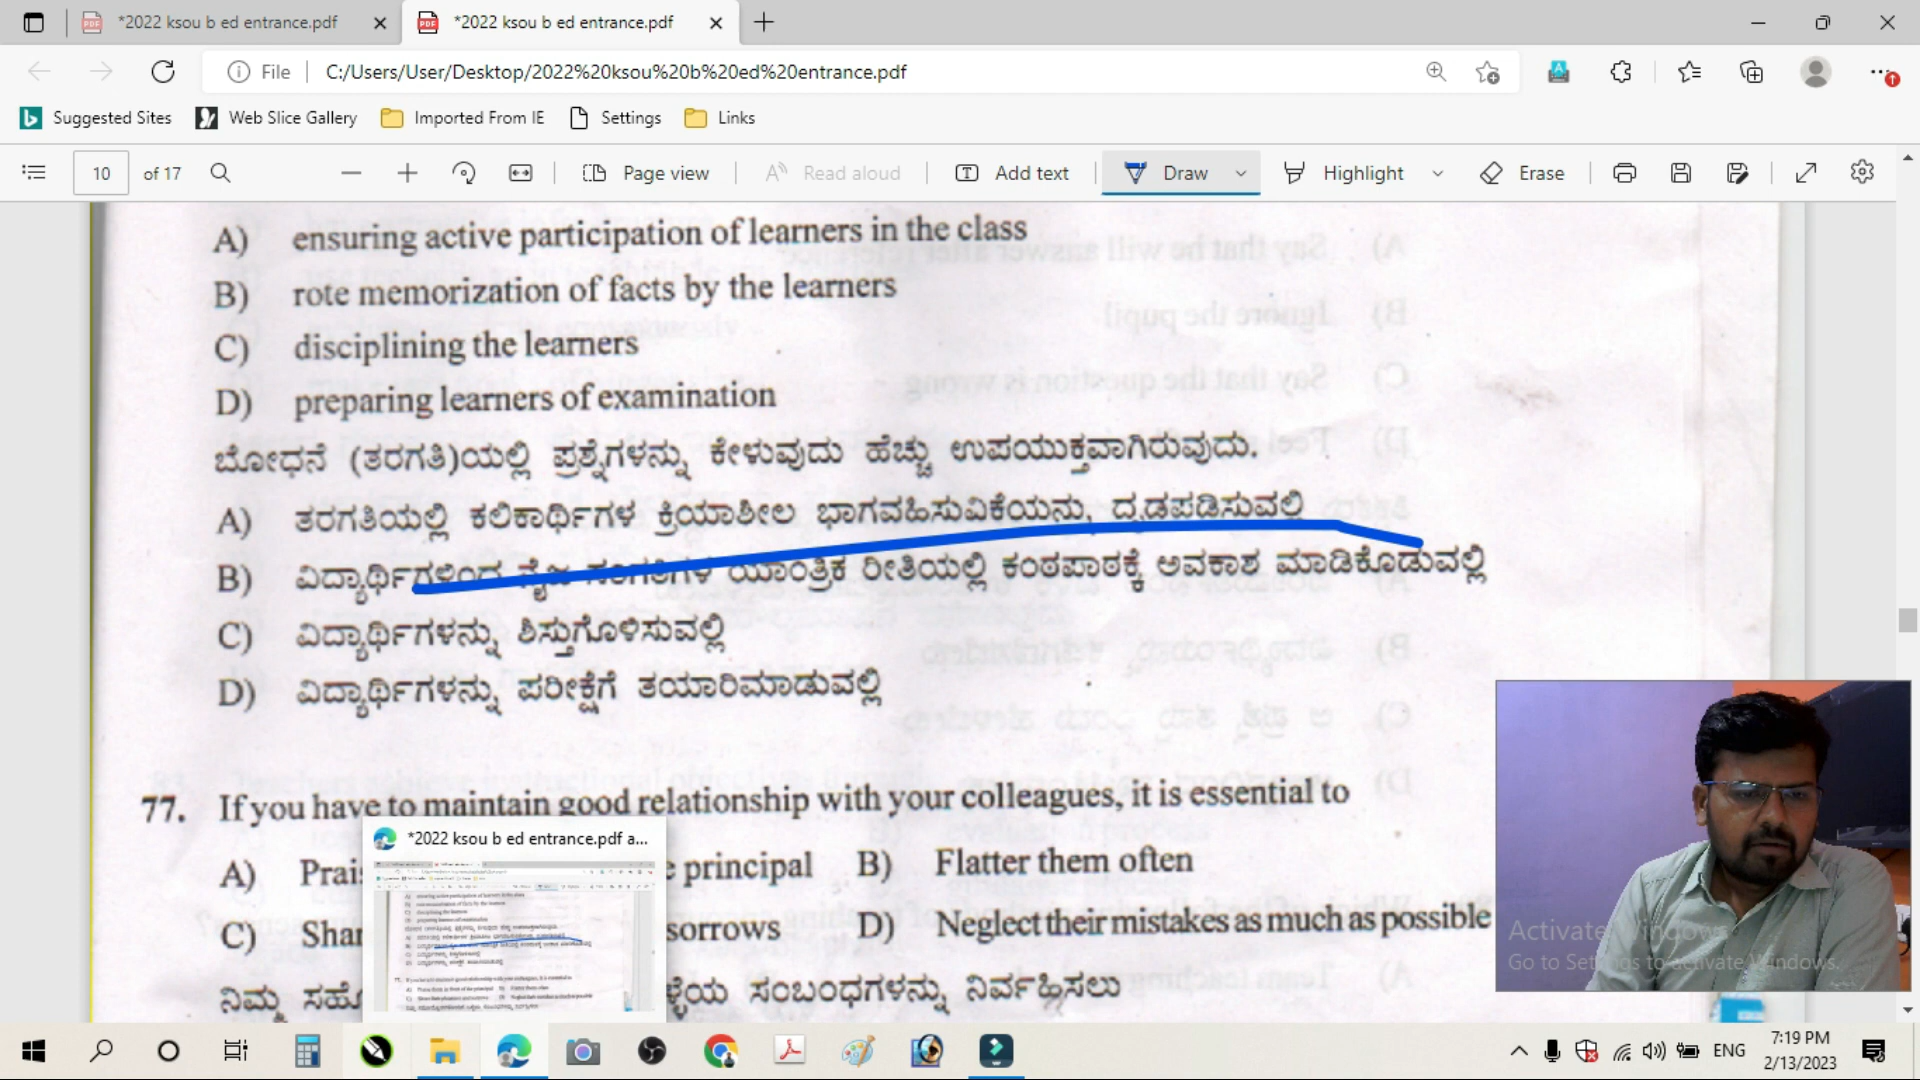 *2022 ksou b ed entrance.pdf
*2022 ksou b ed entrance.pdf
File
C:/Users/User/Desktop/2022%20ksou%20b%20ed%20entrance.pdf
Suggested Sites
Web Slice Gallery
Imported From IE
Settings
Links
10 of 17
Page view
Read aloud
Add text
Draw
Highlight
Erase
A) ensuring active participation of learners in the class
B) rote memorization of facts by the learners
C) disciplining the learners
D) preparing learners of examination
ಬೋಧನೆ (ತರಗತಿ)ಯಲ್ಲಿ ಪ್ರಶ್ನೆಗಳನ್ನು ಕೇಳುವುದು ಹೆಚ್ಚು ಉಪಯುಕ್ತವಾಗಿರುವುದು.
A) ತರಗತಿಯಲ್ಲಿ ಕಲಿಕಾರ್ಥಿಗಳ ಕ್ರಿಯಾಶೀಲ ಭಾಗವಹಿಸುವಿಕೆಯನ್ನು ದೃಡಪಡಿಸುವಲ್ಲಿ
B) ವಿದ್ಯಾರ್ಥಿಗಳಿಂದ ನೈಜ ಸಂಗತಿಗಳ ಯಾಂತ್ರಿಕ ರೀತಿಯಲ್ಲಿ ಕಂಠಪಾಠಕ್ಕೆ ಅವಕಾಶ ಮಾಡಿಕೊಡುವಲ್ಲಿ
C) ವಿದ್ಯಾರ್ಥಿಗಳನ್ನು ಶಿಸ್ತುಗೊಳಿಸುವಲ್ಲಿ
D) ವಿದ್ಯಾರ್ಥಿಗಳನ್ನು ಪರೀಕ್ಷೆಗೆ ತಯಾರಿಮಾಡುವಲ್ಲಿ
77. If you have to maintain good relationship with your colleagues, it is essential to
*2022 ksou b ed entrance.pdf a...
A) principal B) Flatter them often
C) sorrows D) Neglect their mistakes as much as possible
ನಿಮ್ಮ ಸಂಬಂಧಗಳನ್ನು ನಿರ್ವಹಿಸಲು
Activate Windows
Go to Settings to activate Windows.
ENG
7:19 PM
2/13/2023